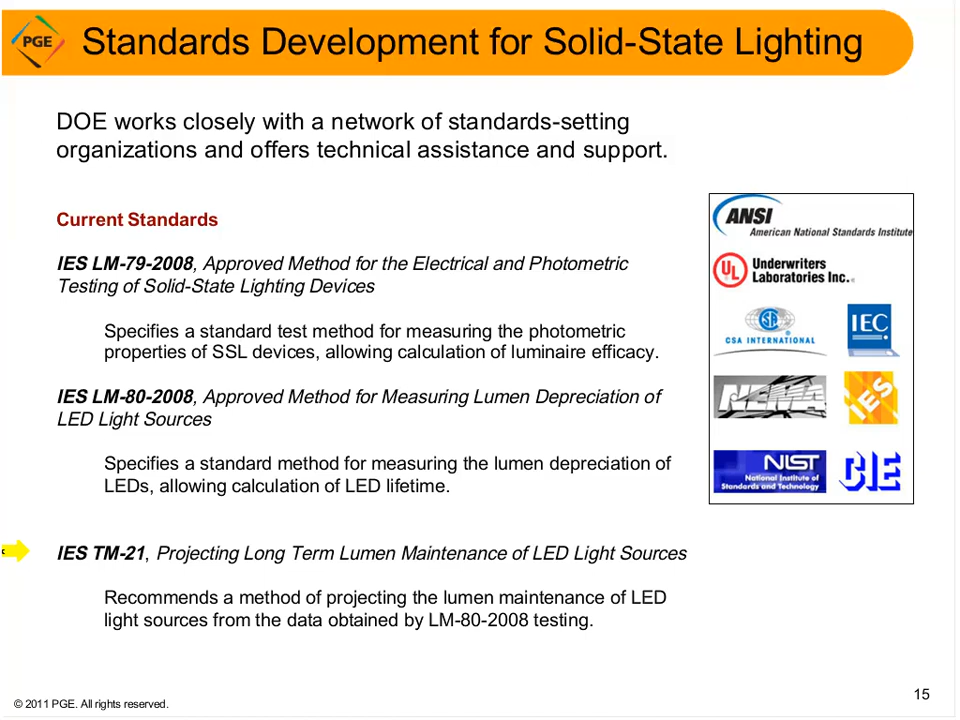 PGE
Standards Development for Solid-State Lighting
DOE works closely with a network of standards-setting
organizations and offers technical assistance and support.
Current Standards
IES LM-79-2008, Approved Method for the Electrical and Photometric
Testing of Solid-State Lighting Devices
Specifies a standard test method for measuring the photometric
properties of SSL devices, allowing calculation of luminaire efficacy.
IES LM-80-2008, Approved Method for Measuring Lumen Depreciation of
LED Light Sources
Specifies a standard method for measuring the lumen depreciation of
LEDs, allowing calculation of LED lifetime.
IES TM-21, Projecting Long Term Lumen Maintenance of LED Light Sources
Recommends a method of projecting the lumen maintenance of LED
light sources from the data obtained by LM-80-2008 testing.
ANSI
American National Standards Institute
UL
Underwriters
Laboratories Inc.
CSA INTERNATIONAL
IEC
NEMA
IES
NIST
National Institute of
Standards and Technology
CIE
© 2011 PGE. All rights reserved.
15